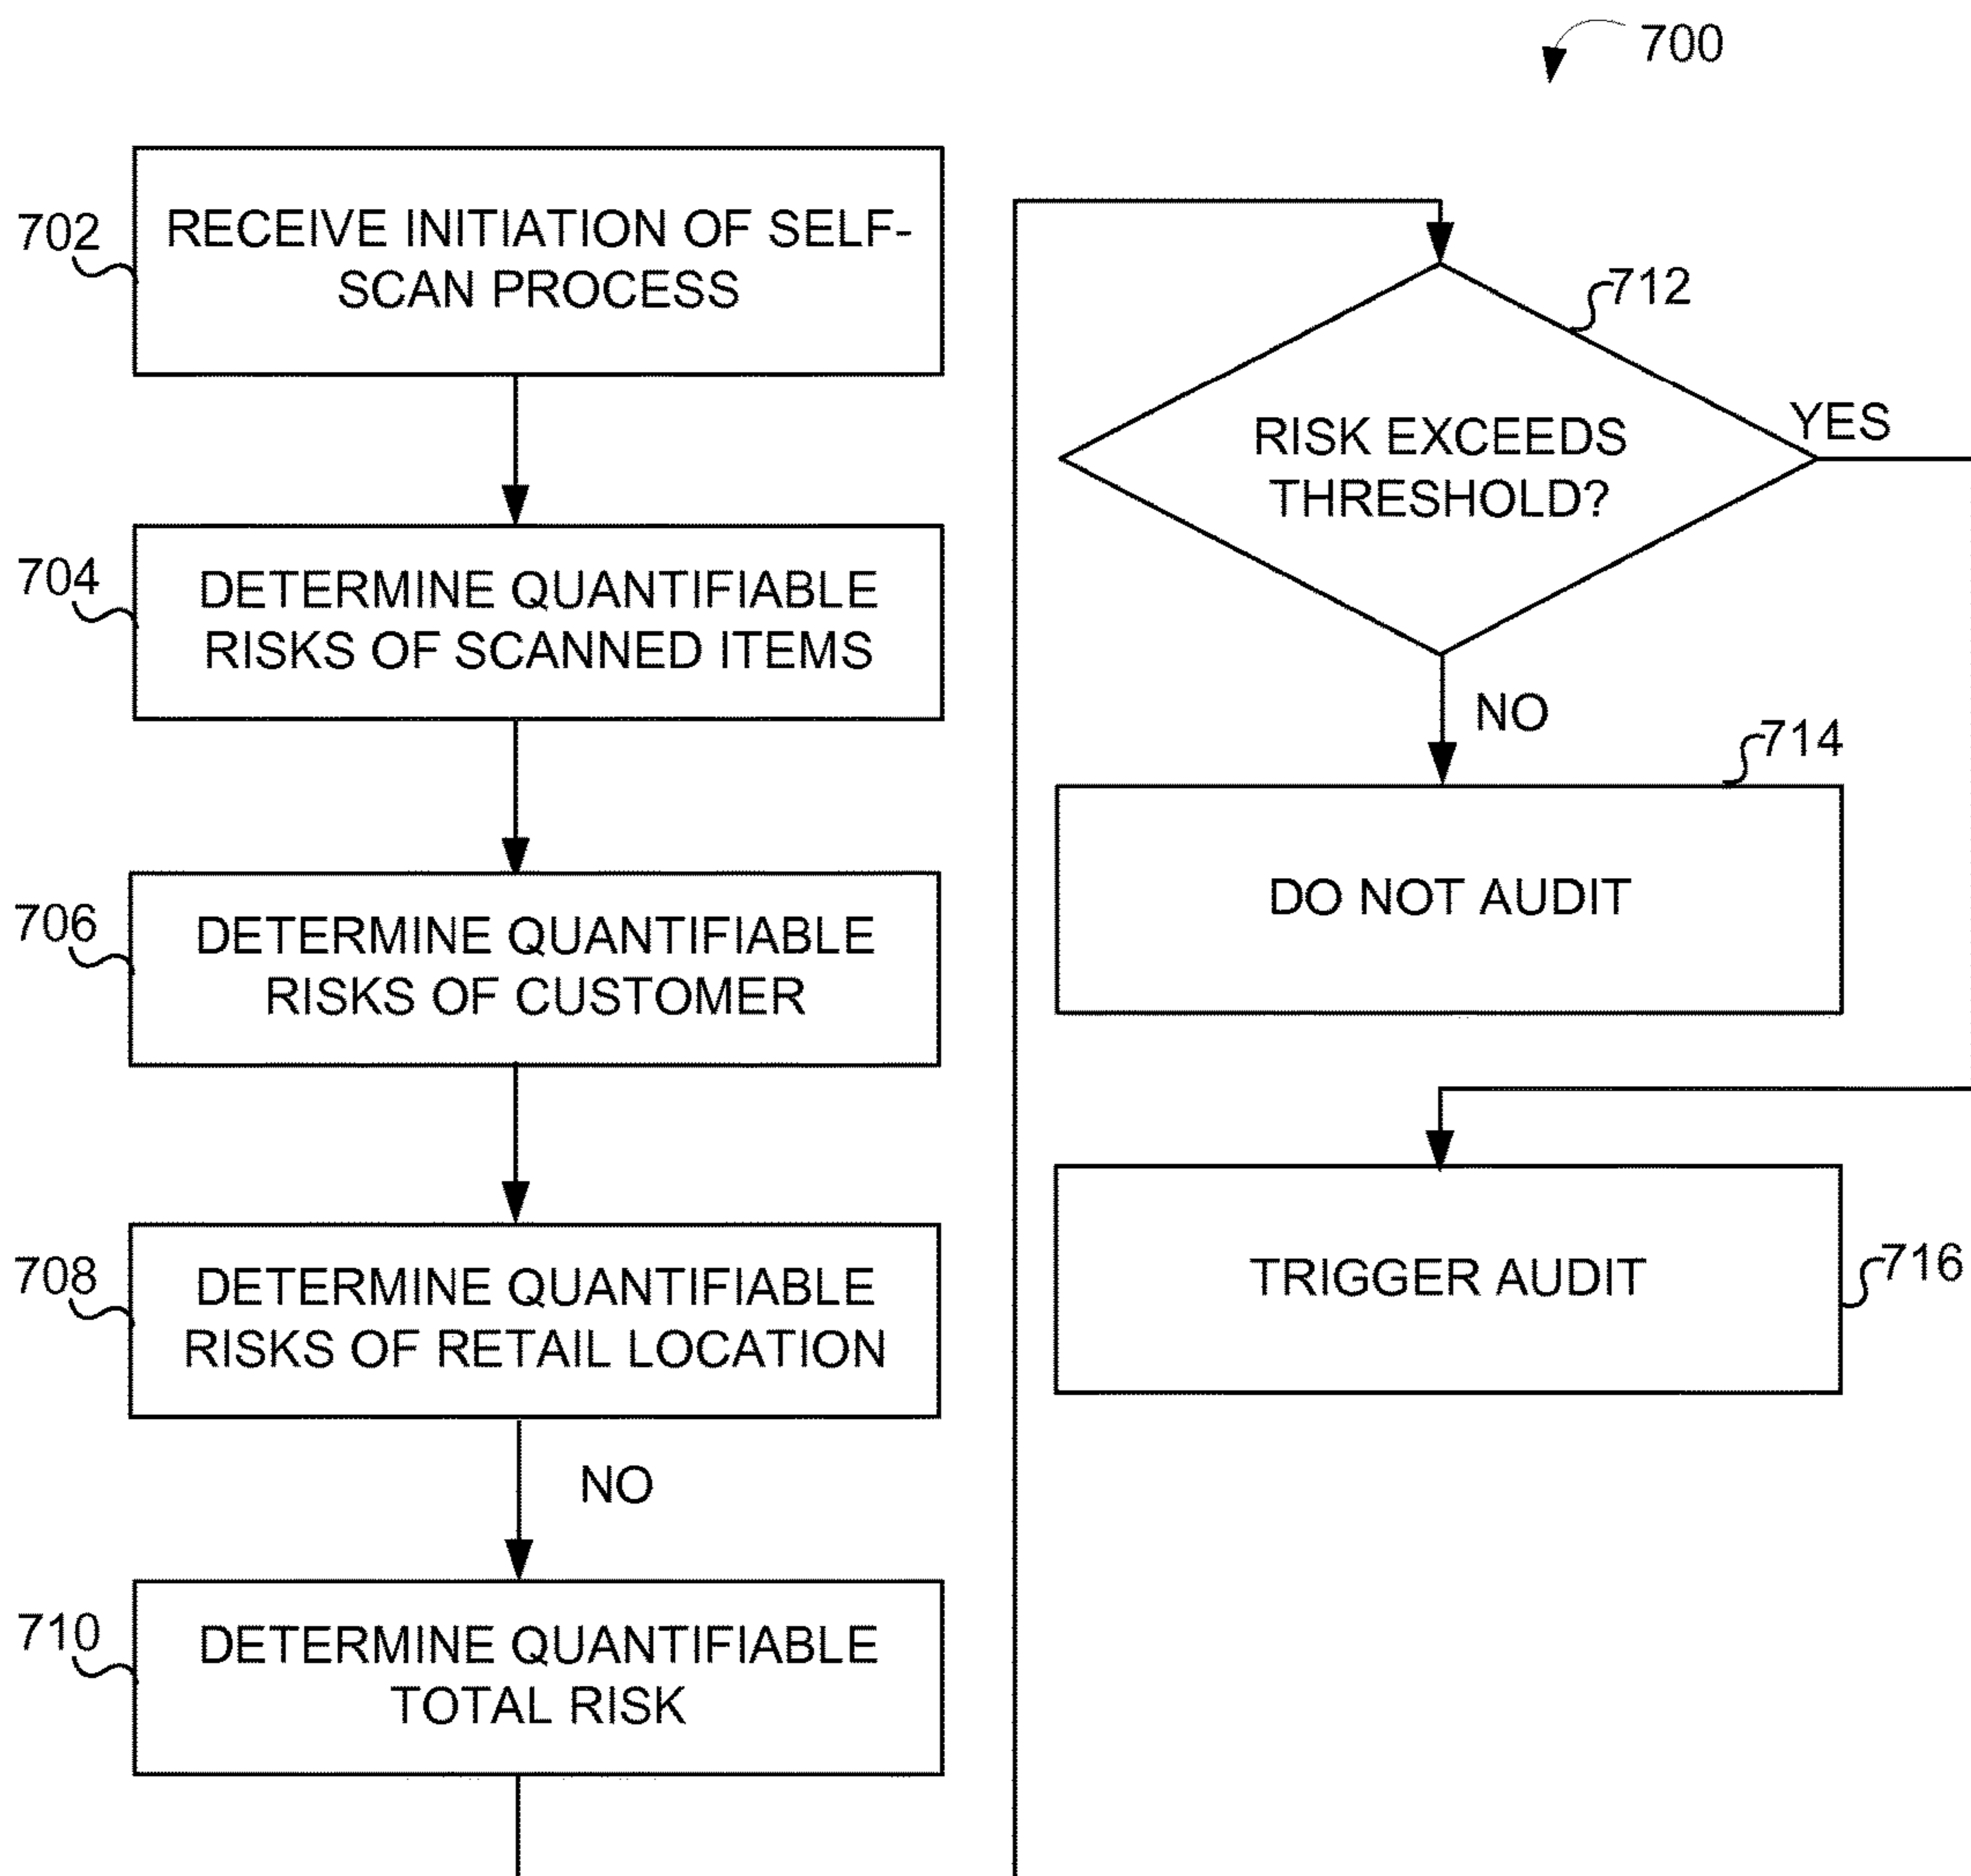 700
702
RECEIVE INITIATION OF SELF-
SCAN PROCESS
704
DETERMINE QUANTIFIABLE
RISKS OF SCANNED ITEMS
706
DETERMINE QUANTIFIABLE
RISKS OF CUSTOMER
708
DETERMINE QUANTIFIABLE
RISKS OF RETAIL LOCATION
NO
710
DETERMINE QUANTIFIABLE
TOTAL RISK
712
RISK EXCEEDS
THRESHOLD?
YES
NO
714
DO NOT AUDIT
TRIGGER AUDIT
716